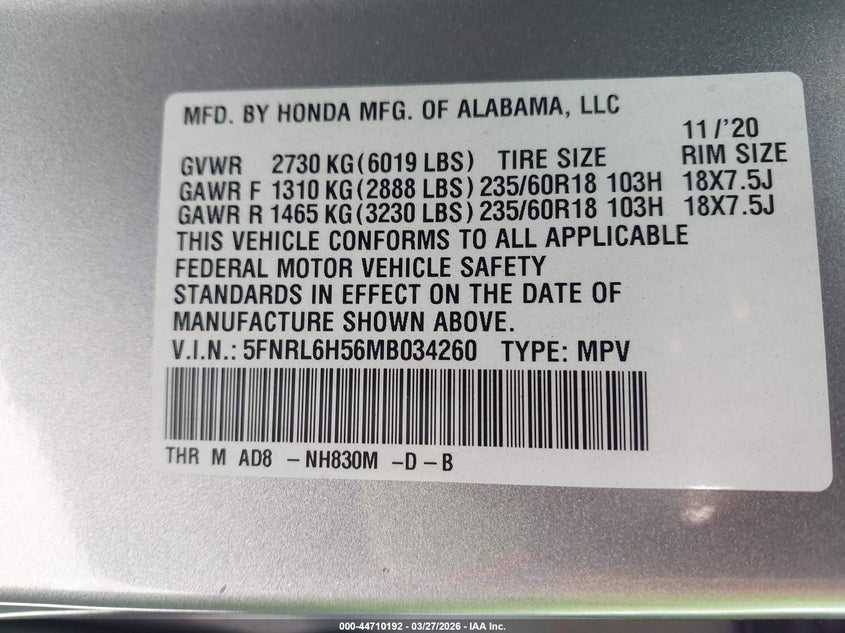 MFD. BY HONDA MFG. OF ALABAMA, LLC
11/'20
GVWR 2730 KG(6019 LBS) TIRE SIZE RIM SIZE
GAWR F 1310 KG(2888 LBS) 235/60R18 103H 18X7.5J
GAWR R 1465 KG(3230 LBS) 235/60R18 103H 18X7.5J
THIS VEHICLE CONFORMS TO ALL APPLICABLE
FEDERAL MOTOR VEHICLE SAFETY
STANDARDS IN EFFECT ON THE DATE OF
MANUFACTURE SHOWN ABOVE.
V.I.N.: 5FNRL6H56MB034260 TYPE: MPV
THR M AD8 -NH830M -D-B
000-44710192 - 03/27/2026 - IAA Inc.